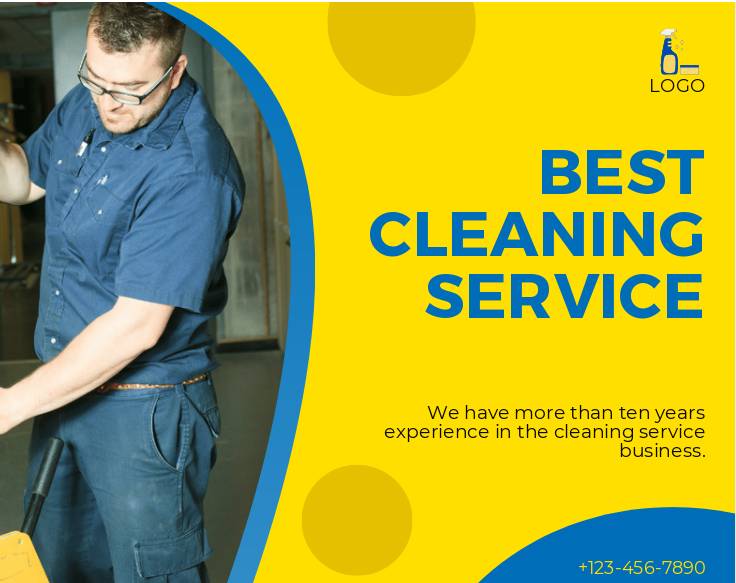 LOGO
BEST
CLEANING
SERVICE
We have more than ten years
experience in the cleaning service
business.
+123-456-7890